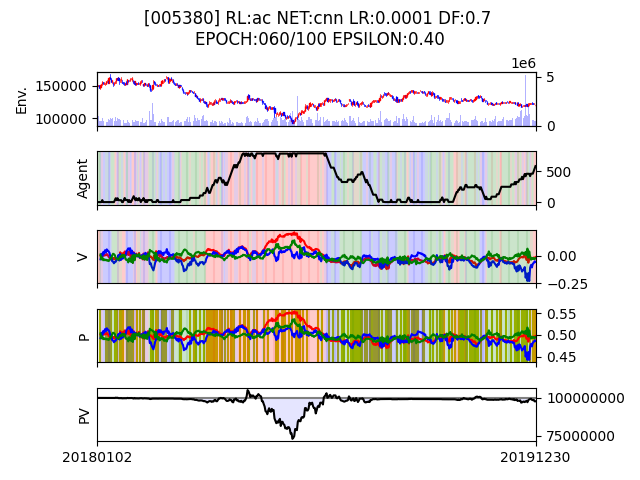 [005380] RL:ac NET:cnn LR:0.0001 DF:0.7
EPOCH:060/100 EPSILON:0.40
1e6
Env.
150000
100000
5
0
Agent
500
0
V
0.00
−0.25
P
0.55
0.50
0.45
PV
100000000
75000000
20180102
20191230